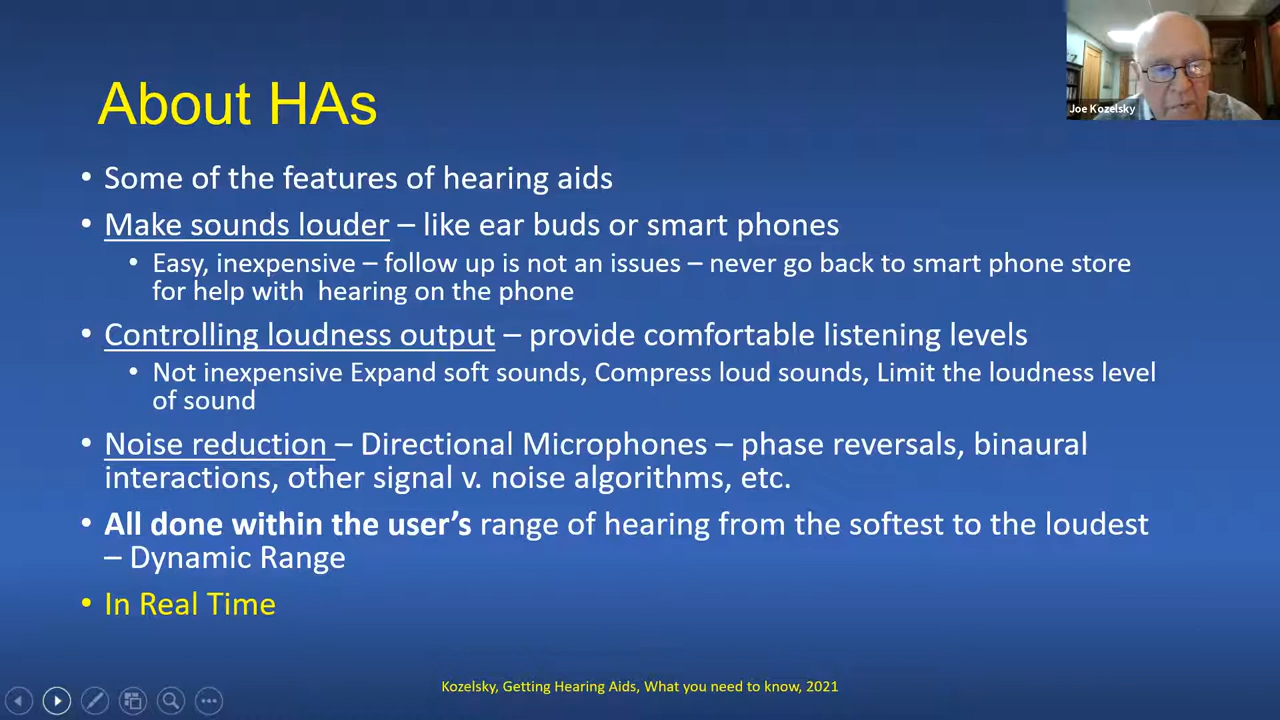 Joe Kozelsky
About HAs
• Some of the features of hearing aids
• Make sounds louder – like ear buds or smart phones
• Easy, inexpensive – follow up is not an issues – never go back to smart phone store
for help with hearing on the phone
• Controlling loudness output – provide comfortable listening levels
• Not inexpensive Expand soft sounds, Compress loud sounds, Limit the loudness level
of sound
• Noise reduction – Directional Microphones – phase reversals, binaural
interactions, other signal v. noise algorithms, etc.
• All done within the user’s range of hearing from the softest to the loudest
– Dynamic Range
• In Real Time
Kozelsky, Getting Hearing Aids, What you need to know, 2021